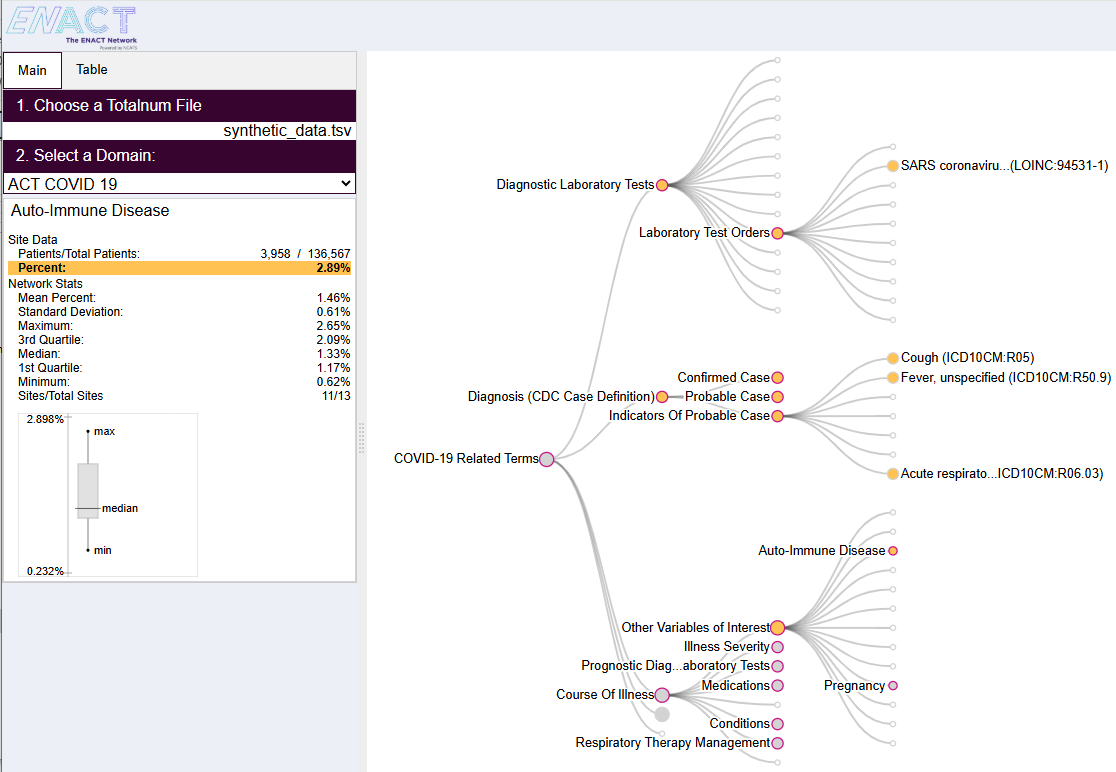 ENACT
The ENACT Network
Powered by NCATS
Main
Table
1. Choose a Totalnum File
synthetic_data.tsv
2. Select a Domain:
ACT COVID 19
Auto-Immune Disease
Site Data
Patients/Total Patients: 3,958 / 136,567
Percent: 2.89%
Network Stats
Mean Percent: 1.46%
Standard Deviation: 0.61%
Maximum: 2.65%
3rd Quartile: 2.09%
Median: 1.33%
1st Quartile: 1.17%
Minimum: 0.62%
Sites/Total Sites 11/13
2.898%
max
median
min
0.232%
SARS coronaviru...(LOINC:94531-1)
Diagnostic Laboratory Tests
Laboratory Test Orders
Cough (ICD10CM:R05)
Confirmed Case
Fever, unspecified (ICD10CM:R50.9)
Diagnosis (CDC Case Definition)
Probable Case
Indicators Of Probable Case
COVID-19 Related Terms
Acute respirato...ICD10CM:R06.03)
Auto-Immune Disease
Other Variables of Interest
Illness Severity
Prognostic Diag...aboratory Tests
Medications
Pregnancy
Course Of Illness
Conditions
Respiratory Therapy Management